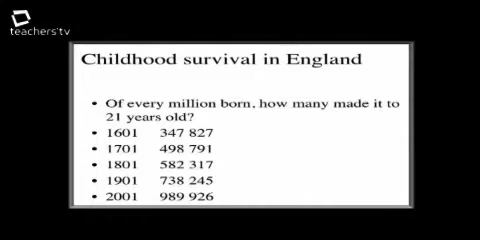 teachers'tv
Childhood survival in England
• Of every million born, how many made it to
21 years old?
• 1601 347 827
• 1701 498 791
• 1801 582 317
• 1901 738 245
• 2001 989 926